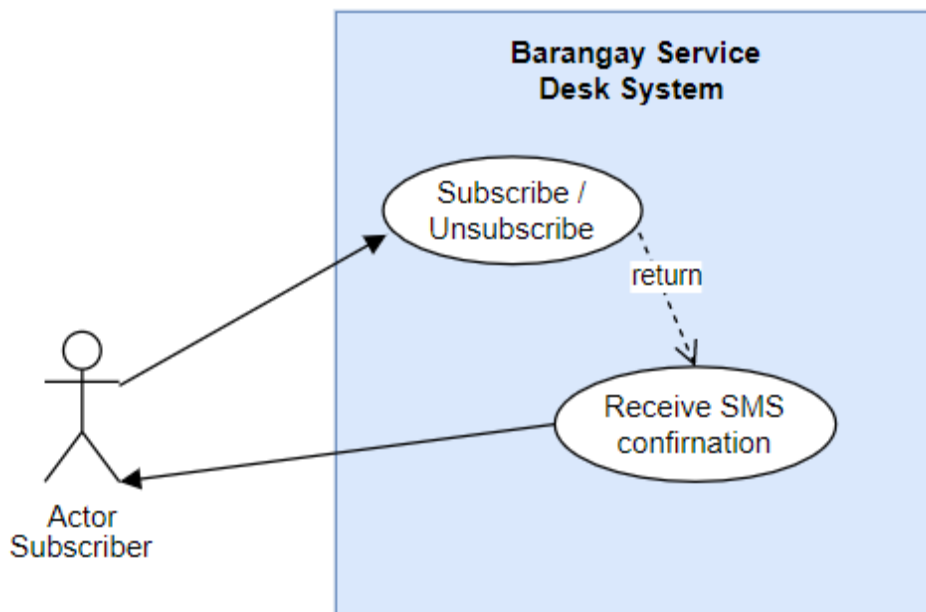 Barangay Service
Desk System
Subscribe /
Unsubscribe
return
Receive SMS
confirnation
Actor
Subscriber